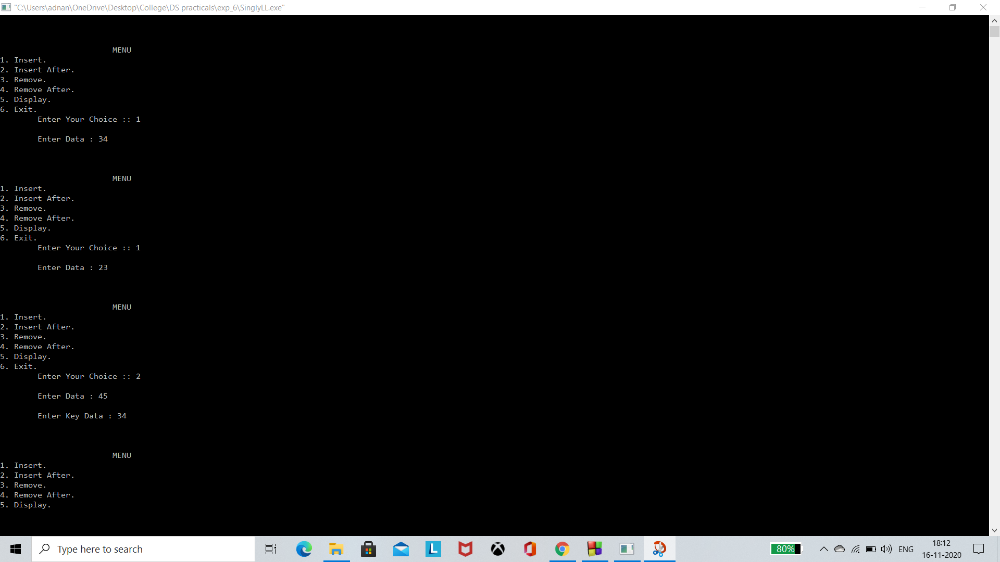 "C:\Users\adnan\OneDrive\Desktop\College\DS practicals\exp_6\SinglyLL.exe"
MENU
1. Insert.
2. Insert After.
3. Remove.
4. Remove After.
5. Display.
6. Exit.
Enter Your Choice :: 1
Enter Data : 34
MENU
1. Insert.
2. Insert After.
3. Remove.
4. Remove After.
5. Display.
6. Exit.
Enter Your Choice :: 1
Enter Data : 23
MENU
1. Insert.
2. Insert After.
3. Remove.
4. Remove After.
5. Display.
6. Exit.
Enter Your Choice :: 2
Enter Data : 45
Enter Key Data : 34
MENU
1. Insert.
2. Insert After.
3. Remove.
4. Remove After.
5. Display.
Type here to search
L
80%
ENG
18:12
16-11-2020